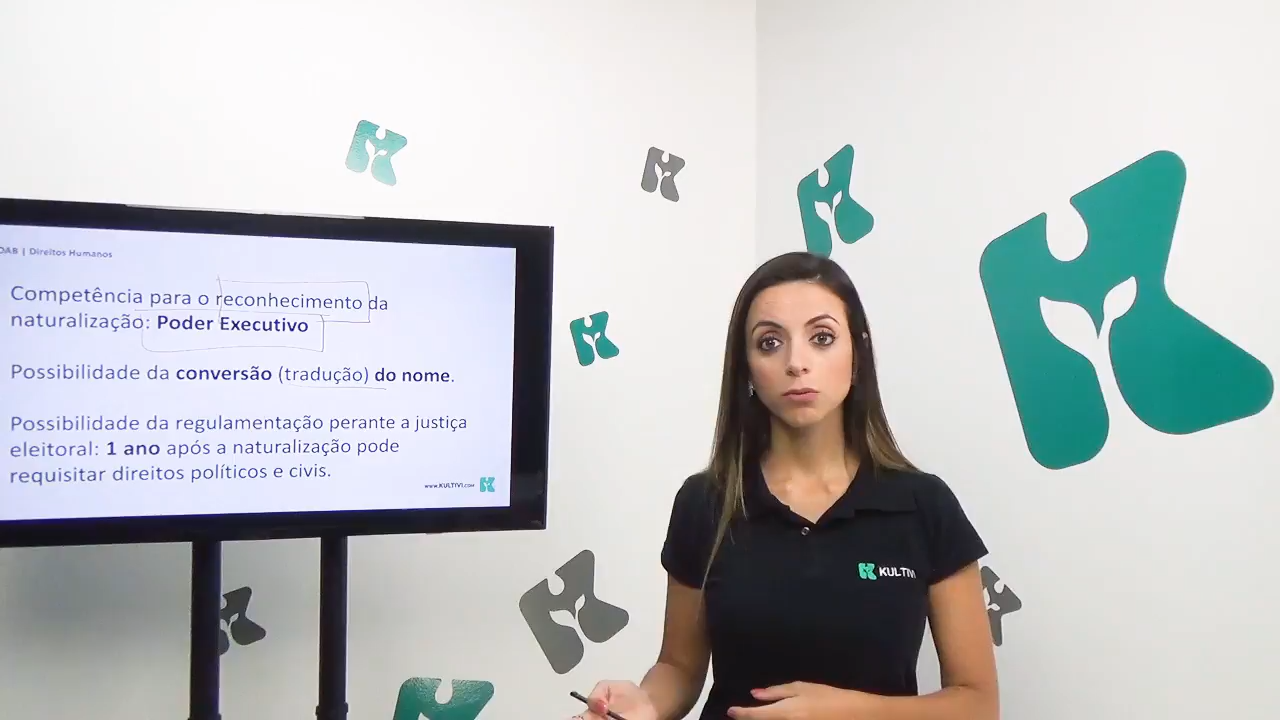 OAB | Direitos Humanos
Competência para o reconhecimento da
naturalização: Poder Executivo
Possibilidade da conversão (tradução) do nome.
Possibilidade da regulamentação perante a justiça
eleitoral: 1 ano após a naturalização pode
requisitar direitos políticos e civis.
www.KULTIVI.com
KULTIVI